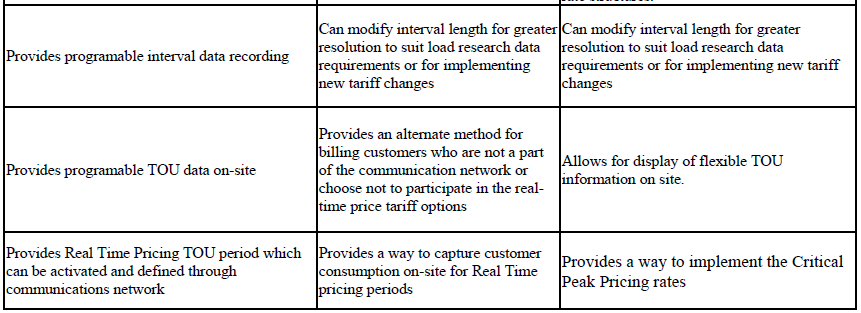 Provides programable interval data recording
Can modify interval length for greater
resolution to suit load research data
requirements or for implementing
new tariff changes
Can modify interval length for greater
resolution to suit load research data
requirements or for implementing new tariff
changes
Provides programable TOU data on-site
Provides an alternate method for
billing customers who are not a part
of the communication network or
choose not to participate in the real-
time price tariff options
Allows for display of flexible TOU
information on site.
Provides Real Time Pricing TOU period which
can be activated and defined through
communications network
Provides a way to capture customer
consumption on-site for Real Time
pricing periods
Provides a way to implement the Critical
Peak Pricing rates